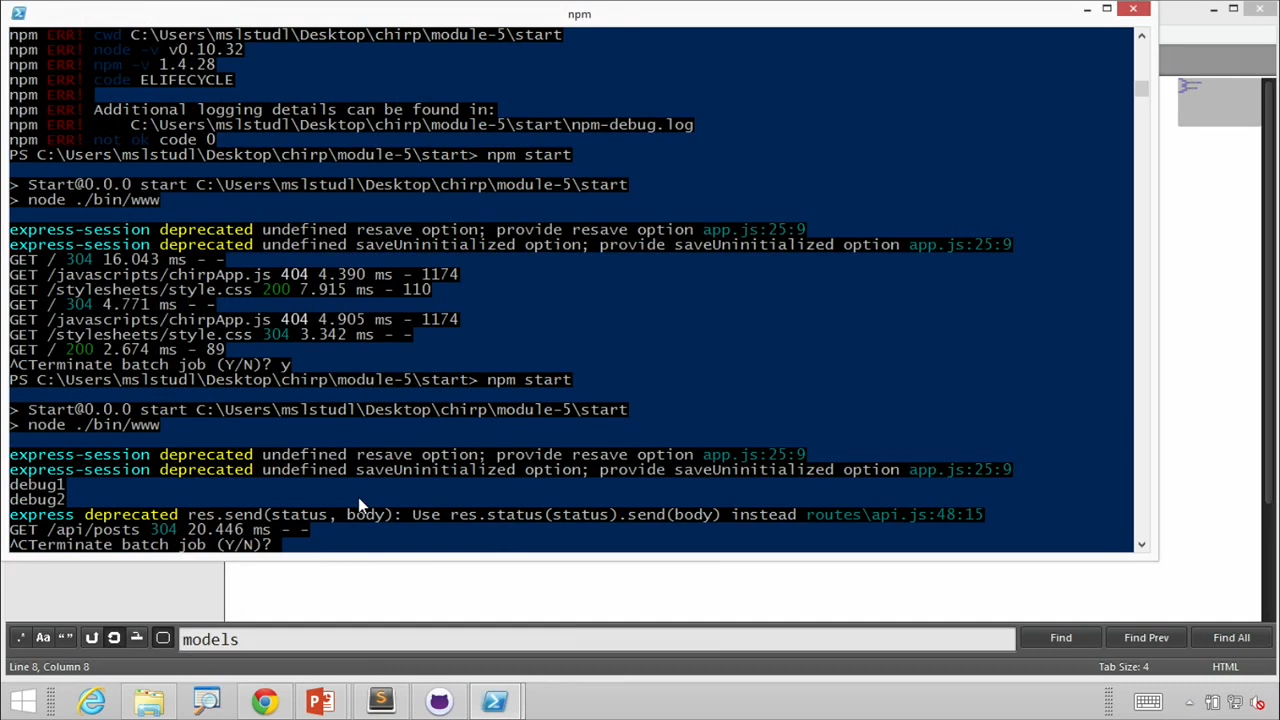 npm
npm ERR! cwd C:\Users\mslstudl\Desktop\chirp\module-5\start
npm ERR! node -v v0.10.32
npm ERR! npm -v 1.4.28
npm ERR! code ELIFECYCLE
npm ERR!
npm ERR! Additional logging details can be found in:
npm ERR!     C:\Users\mslstudl\Desktop\chirp\module-5\start\npm-debug.log
npm ERR! not ok code 0
PS C:\Users\mslstudl\Desktop\chirp\module-5\start> npm start
> Start@0.0.0 start C:\Users\mslstudl\Desktop\chirp\module-5\start
> node ./bin/www
express-session deprecated undefined resave option; provide resave option app.js:25:9
express-session deprecated undefined saveUninitialized option; provide saveUninitialized option app.js:25:9
GET / 304 16.043 ms - -
GET /javascripts/chirpApp.js 404 4.390 ms - 1174
GET /stylesheets/style.css 200 7.915 ms - 110
GET / 304 4.771 ms - -
GET /javascripts/chirpApp.js 404 4.905 ms - 1174
GET /stylesheets/style.css 304 3.342 ms - -
GET / 200 2.674 ms - 89
^CTerminate batch job (Y/N)? y
PS C:\Users\mslstudl\Desktop\chirp\module-5\start> npm start
> Start@0.0.0 start C:\Users\mslstudl\Desktop\chirp\module-5\start
> node ./bin/www
express-session deprecated undefined resave option; provide resave option app.js:25:9
express-session deprecated undefined saveUninitialized option; provide saveUninitialized option app.js:25:9
debug1
debug2
express deprecated res.send(status, body): Use res.status(status).send(body) instead routes\api.js:48:15
GET /api/posts 304 20.446 ms - -
^CTerminate batch job (Y/N)?
.* Aa “” models Find Find Prev Find All
Line 8, Column 8 Tab Size: 4 HTML